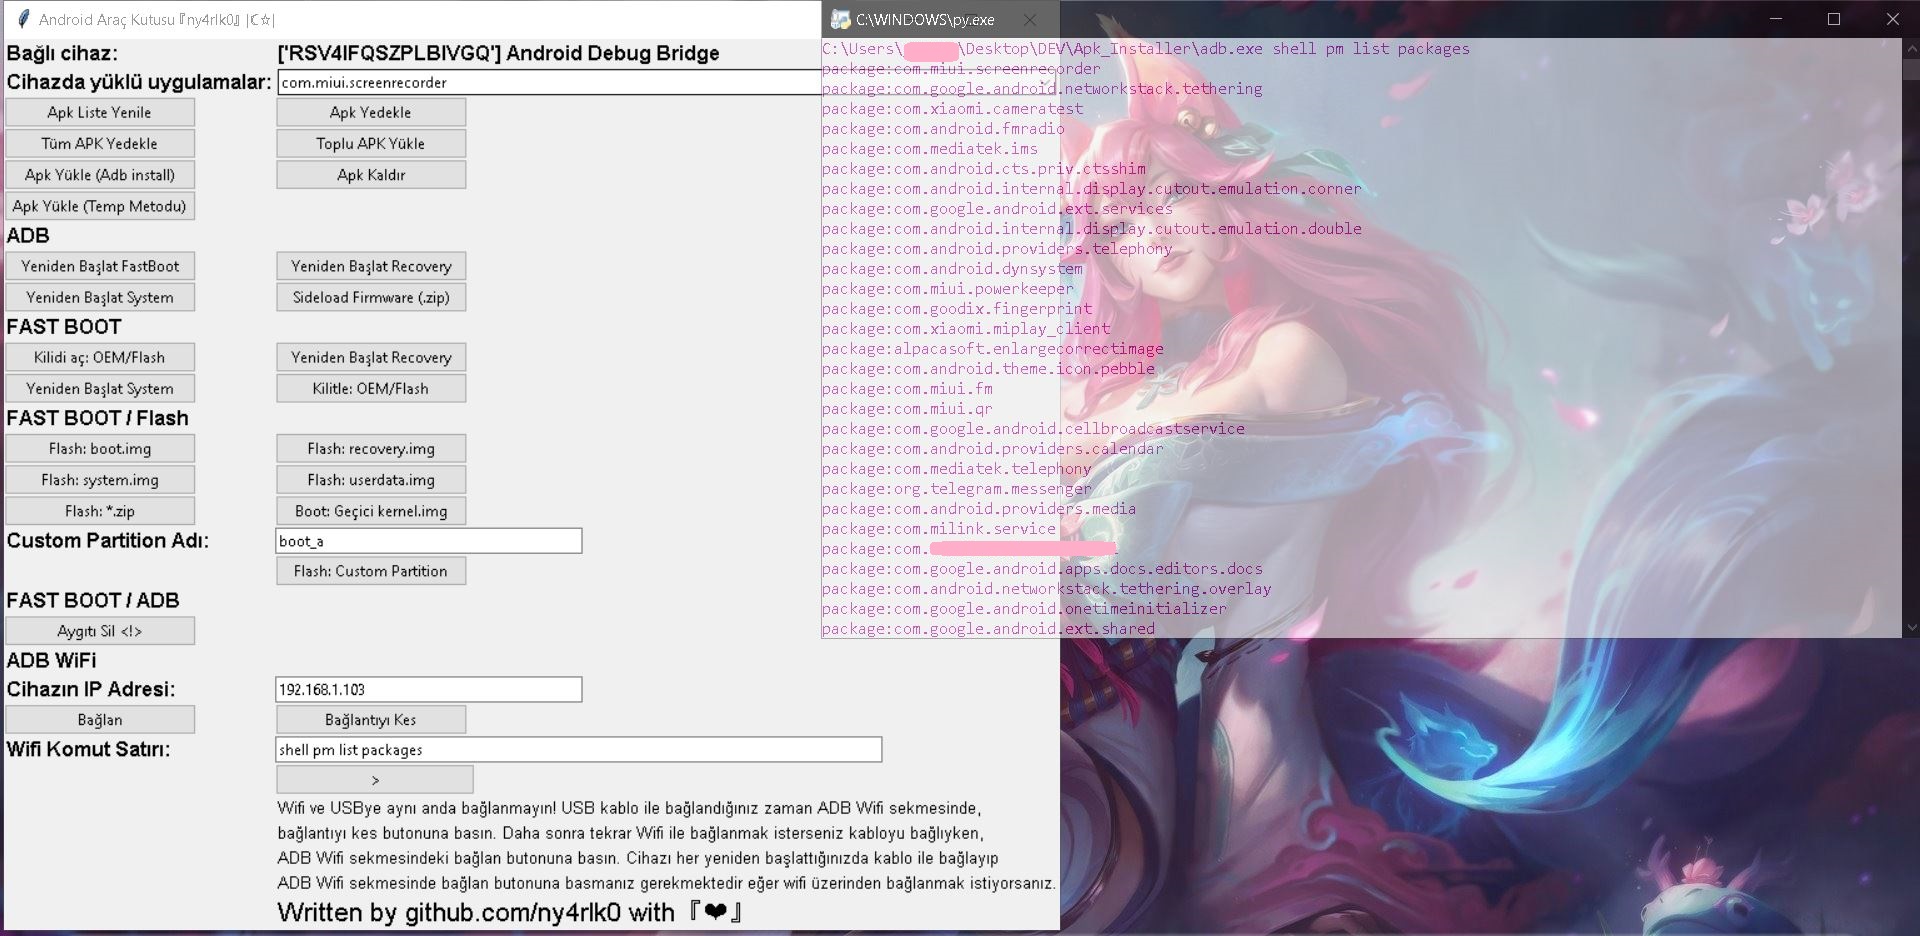 Android Araç Kutusu『ny4rlk0』|☾☆|
Bağlı cihaz: ['RSV4IFQSZPLBIVGQ'] Android Debug Bridge
Cihazda yüklü uygulamalar: com.miui.screenrecorder
Apk Liste Yenile Apk Yedekle
Tüm APK Yedekle Toplu APK Yükle
Apk Yükle (Adb install) Apk Kaldır
Apk Yükle (Temp Metodu)
ADB
Yeniden Başlat FastBoot Yeniden Başlat Recovery
Yeniden Başlat System Sideload Firmware (.zip)
FAST BOOT
Kilidi aç: OEM/Flash Yeniden Başlat Recovery
Yeniden Başlat System Kilitle: OEM/Flash
FAST BOOT / Flash
Flash: boot.img Flash: recovery.img
Flash: system.img Flash: userdata.img
Flash: *.zip Boot: Geçici kernel.img
Custom Partition Adı: boot_a
Flash: Custom Partition
FAST BOOT / ADB
Aygıtı Sil <!>
ADB WiFi
Cihazın IP Adresi: 192.168.1.103
Bağlan Bağlantıyı Kes
Wifi Komut Satırı: shell pm list packages
>
Wifi ve USBye aynı anda bağlanmayın! USB kablo ile bağlandığınız zaman ADB Wifi sekmesinde,
bağlantıyı kes butonuna basın. Daha sonra tekrar Wifi ile bağlanmak isterseniz kabloyu bağlıyken,
ADB Wifi sekmesindeki bağlan butonuna basın. Cihazı her yeniden başlattığınızda kablo ile bağlayıp
ADB Wifi sekmesinde bağlan butonuna basmanız gerekmektedir eğer wifi üzerinden bağlanmak istiyorsanız.
Written by github.com/ny4rlk0 with『❤』
C:\WINDOWS\py.exe
C:\Users\ \Desktop\DEV\Apk_Installer\adb.exe shell pm list packages
package:com.miui.screenrecorder
package:com.google.android.networkstack.tethering
package:com.xiaomi.cameratest
package:com.android.fmradio
package:com.mediatek.ims
package:com.android.cts.priv.ctsshim
package:com.android.internal.display.cutout.emulation.corner
package:com.google.android.ext.services
package:com.android.internal.display.cutout.emulation.double
package:com.android.providers.telephony
package:com.android.dynsystem
package:com.miui.powerkeeper
package:com.goodix.fingerprint
package:com.xiaomi.miplay_client
package:alpacasoft.enlargecorrectimage
package:com.android.theme.icon.pebble
package:com.miui.fm
package:com.miui.qr
package:com.google.android.cellbroadcastservice
package:com.android.providers.calendar
package:com.mediatek.telephony
package:org.telegram.messenger
package:com.android.providers.media
package:com.milink.service
package:com.
package:com.google.android.apps.docs.editors.docs
package:com.android.networkstack.tethering.overlay
package:com.google.android.onetimeinitializer
package:com.google.android.ext.shared